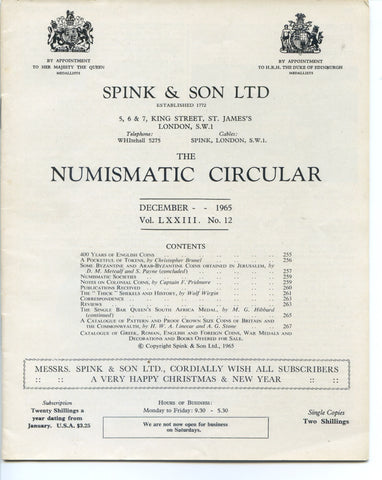 BY APPOINTMENT
TO HER MAJESTY THE QUEEN
MEDALLISTS
BY APPOINTMENT
TO H.R.H. THE DUKE OF EDINBURGH
MEDALLISTS
SPINK & SON LTD
ESTABLISHED 1772
5, 6 & 7, KING STREET, ST. JAMES'S
LONDON, S.W.1
Telephone: Cables:
WHItehall 5275 SPINK, LONDON, S.W.1.
THE
NUMISMATIC CIRCULAR
DECEMBER - - 1965
Vol. LXXIII. No. 12
CONTENTS
400 YEARS OF ENGLISH COINS 255
A POCKETFUL OF TOKENS, by Christopher Brunel 256
SOME BYZANTINE AND ARAB-BYZANTINE COINS OBTAINED IN JERUSALEM, by
D. M. Metcalf and S. Payne (concluded) 257
NUMISMATIC SOCIETIES 259
NOTES ON COLONIAL COINS, by Captain F. Pridmore 259
PUBLICATIONS RECEIVED 260
THE "THICK" SHEKELS AND HISTORY, by Wolf Wirgin 261
CORRESPONDENCE 263
REVIEWS 263
THE SINGLE BAR QUEEN'S SOUTH AFRICA MEDAL, by M. G. Hibbard
(continued) 265
A CATALOGUE OF PATTERN AND PROOF CROWN SIZE COINS OF BRITAIN AND
THE COMMONWEALTH, by H. W. A. Linecar and A. G. Stone 267
CATALOGUE OF GREEK, ROMAN, ENGLISH AND FOREIGN COINS, WAR MEDALS AND
DECORATIONS AND BOOKS OFFERED FOR SALE.
© Copyright Spink & Son Ltd., 1965
MESSRS. SPINK & SON LTD., CORDIALLY WISH ALL SUBSCRIBERS
:: :: A VERY HAPPY CHRISTMAS & NEW YEAR :: ::
Subscription
Twenty Shillings a
year dating from
January. U.S.A. $3.25
HOURS OF BUSINESS:
Monday to Friday: 9.30 - 5.30
We are not now open for business
on Saturdays.
Single Copies
Two Shillings